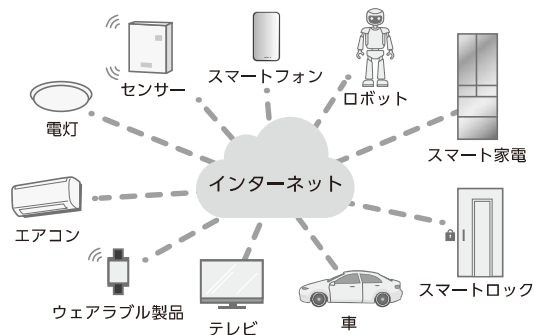 センサー
スマートフォン
ロボット
電灯
スマート家電
インターネット
エアコン
スマートロック
ウェアラブル製品
テレビ
車